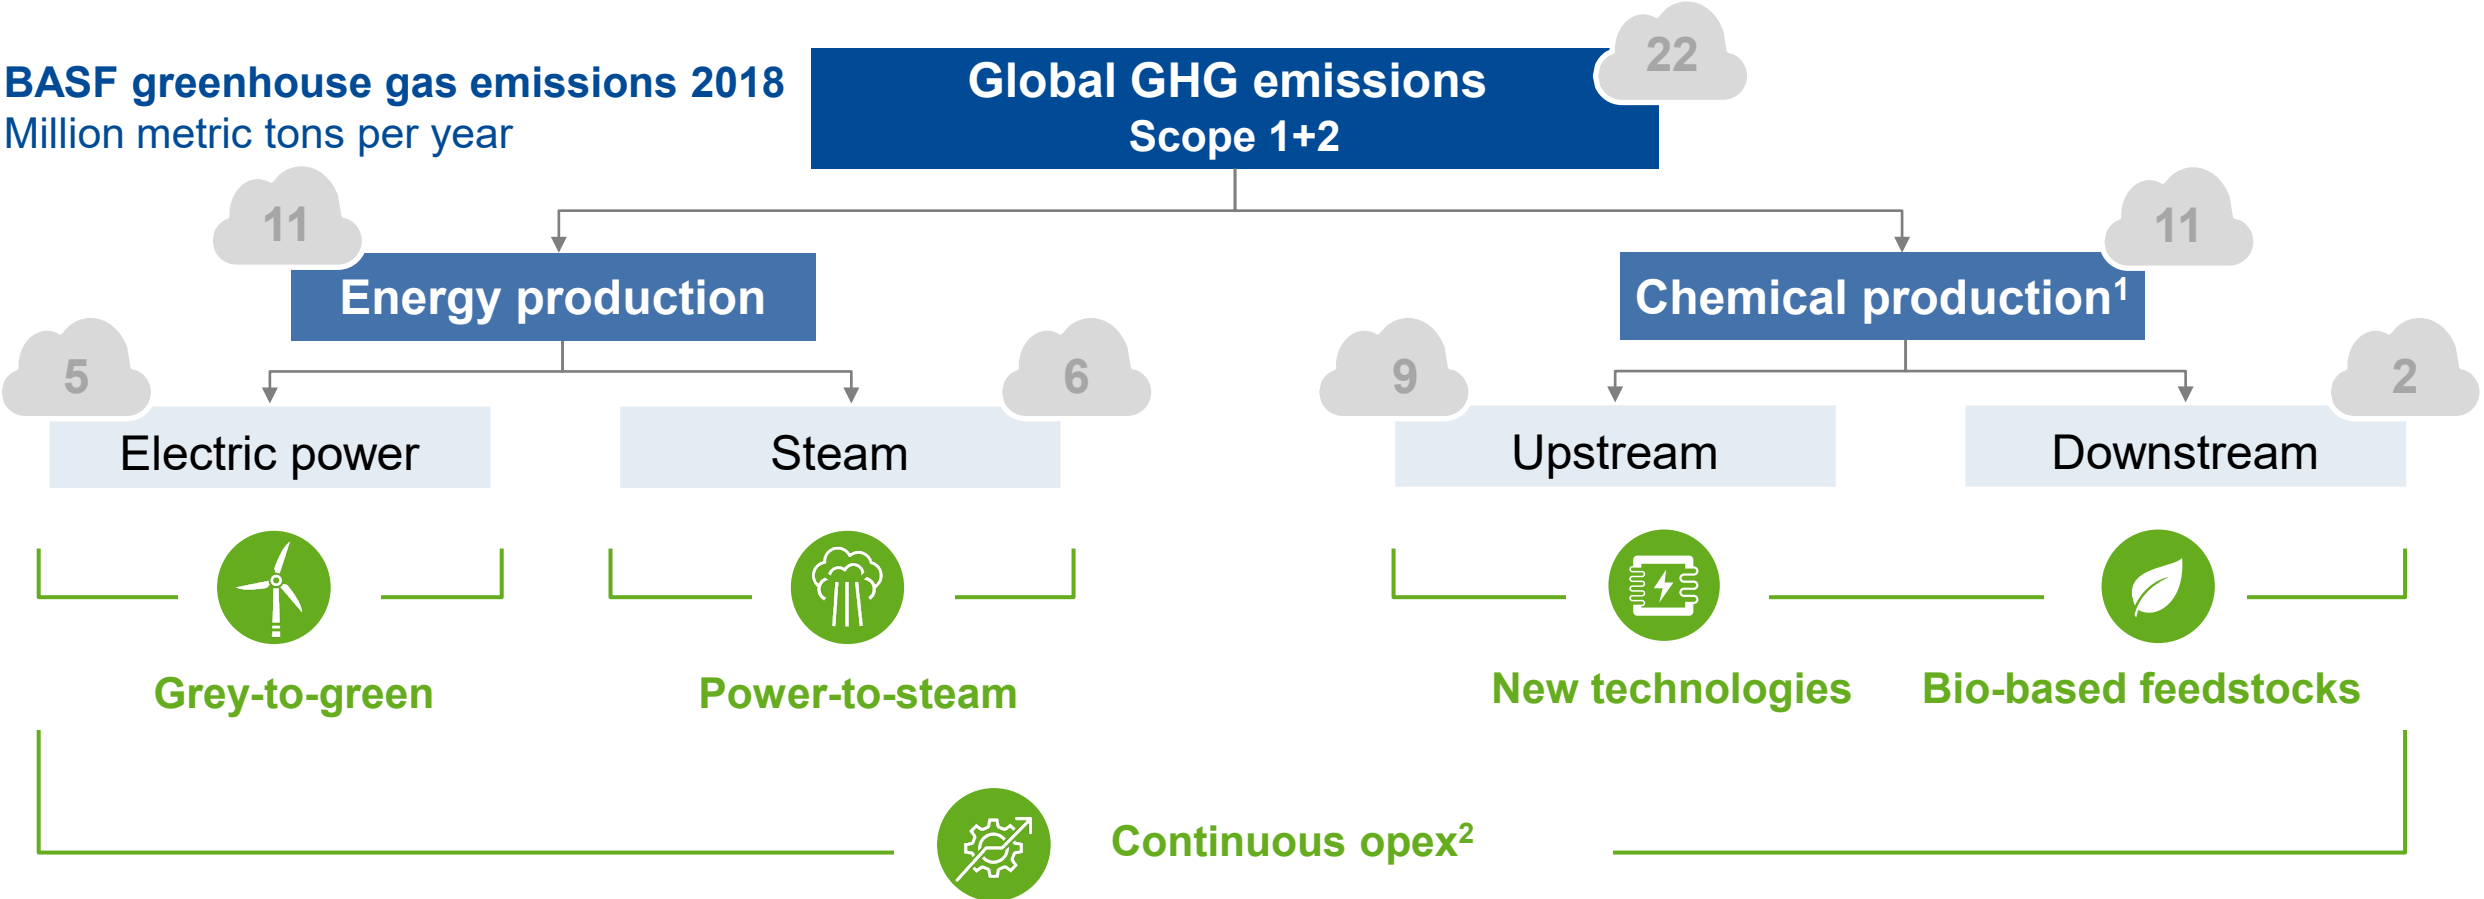 BASF greenhouse gas emissions 2018
Million metric tons per year
22
Global GHG emissions
Scope 1+2
11
Energy production
11
Chemical production¹
5
Electric power
6
Steam
9
Upstream
2
Downstream
Grey-to-green
Power-to-steam
New technologies
Bio-based feedstocks
Continuous opex²